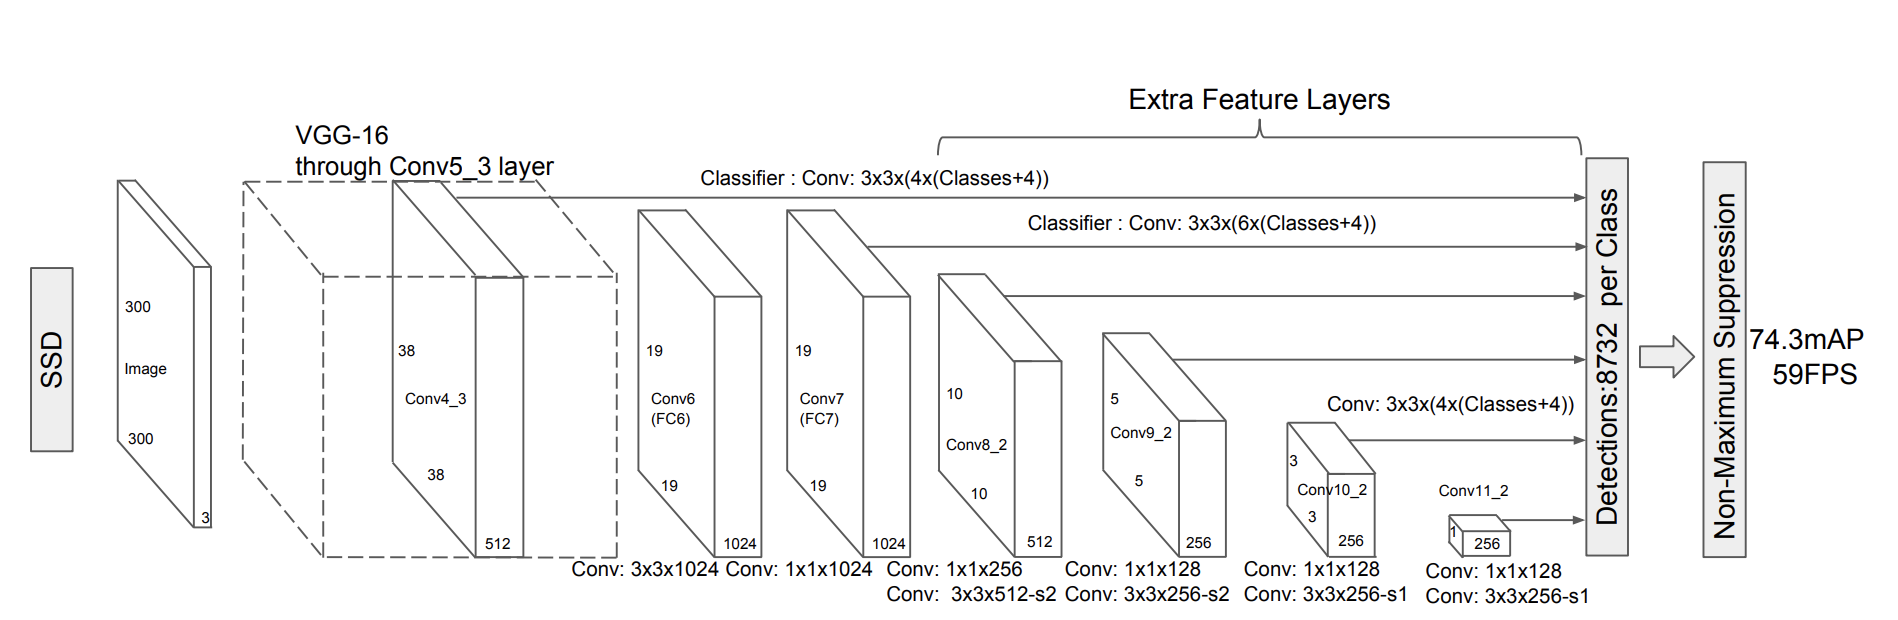 Extra Feature Layers
VGG-16
through Conv5_3 layer
Classifier : Conv: 3x3x(4x(Classes+4))
Classifier : Conv: 3x3x(6x(Classes+4))
SSD
300
Image
300
3
38
Conv4_3
38
512
19
Conv6
(FC6)
19
1024
19
Conv7
(FC7)
19
1024
10
Conv8_2
10
512
5
Conv9_2
5
256
Conv: 3x3x(4x(Classes+4))
3
Conv10_2
3
256
Conv11_2
1
256
Detections:8732 per Class
Non-Maximum Suppression
74.3mAP
59FPS
Conv: 3x3x1024
Conv: 1x1x1024
Conv: 1x1x256
Conv: 3x3x512-s2
Conv: 1x1x128
Conv: 3x3x256-s2
Conv: 1x1x128
Conv: 3x3x256-s1
Conv: 1x1x128
Conv: 3x3x256-s1